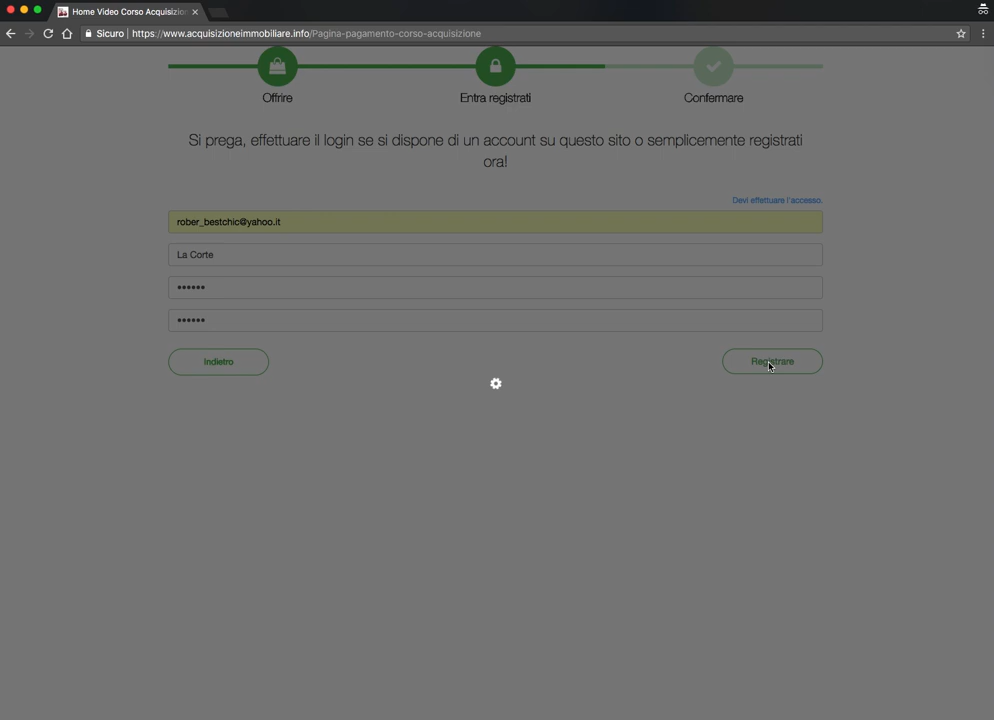 Home Video Corso Acquisizion
Sicuro | https://www.acquisizioneimmobiliare.info/Pagina-pagamento-corso-acquisizione
Offrire
Entra registrati
Confermare
Si prega, effettuare il login se si dispone di un account su questo sito o semplicemente registrati
ora!
Devi effettuare l'accesso.
rober_bestchic@yahoo.it
La Corte
••••••
••••••
Indietro
Registrare